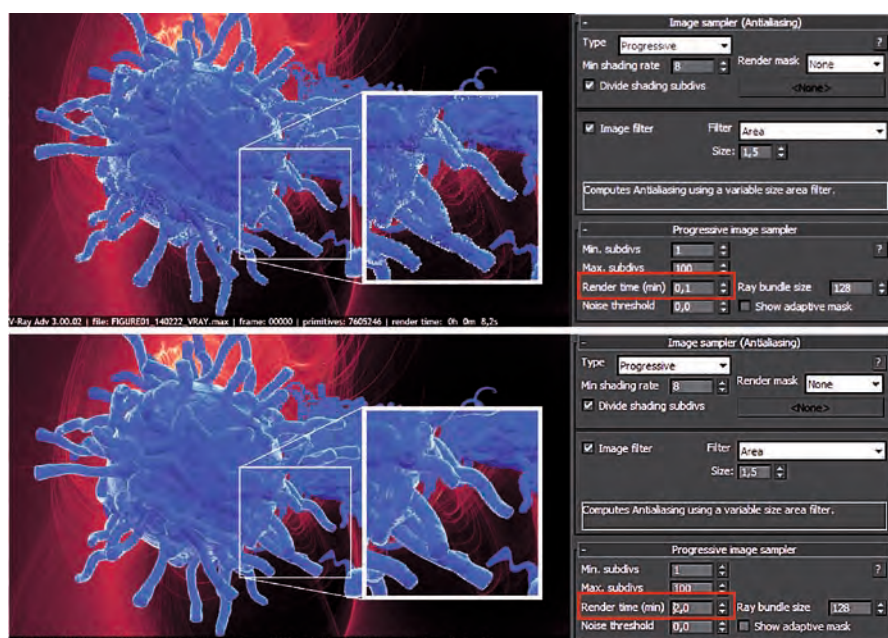 Image sampler (Antialiasing)
Type Progressive ?
Min shading rate 8 Render mask None
Divide shading subdivs <None>
Image filter Filter Area
Size: 1,5
Computes Antialiasing using a variable size area filter.
Progressive image sampler
Min. subdivs 1 ?
Max. subdivs 100
Render time (min) 0,1 Ray bundle size 128
Noise threshold 0,0 Show adaptive mask
V-Ray Adv 3.00.02 | file: FIGURE01_140222_VRAY.max | frame: 00000 | primitives: 7605246 | render time: 0h 0m 8,2s
Image sampler (Antialiasing)
Type Progressive ?
Min shading rate 8 Render mask None
Divide shading subdivs <None>
Image filter Filter Area
Size: 1,5
Computes Antialiasing using a variable size area filter.
Progressive image sampler
Min. subdivs 1 ?
Max. subdivs 100
Render time (min) 2,0 Ray bundle size 128
Noise threshold 0,0 Show adaptive mask